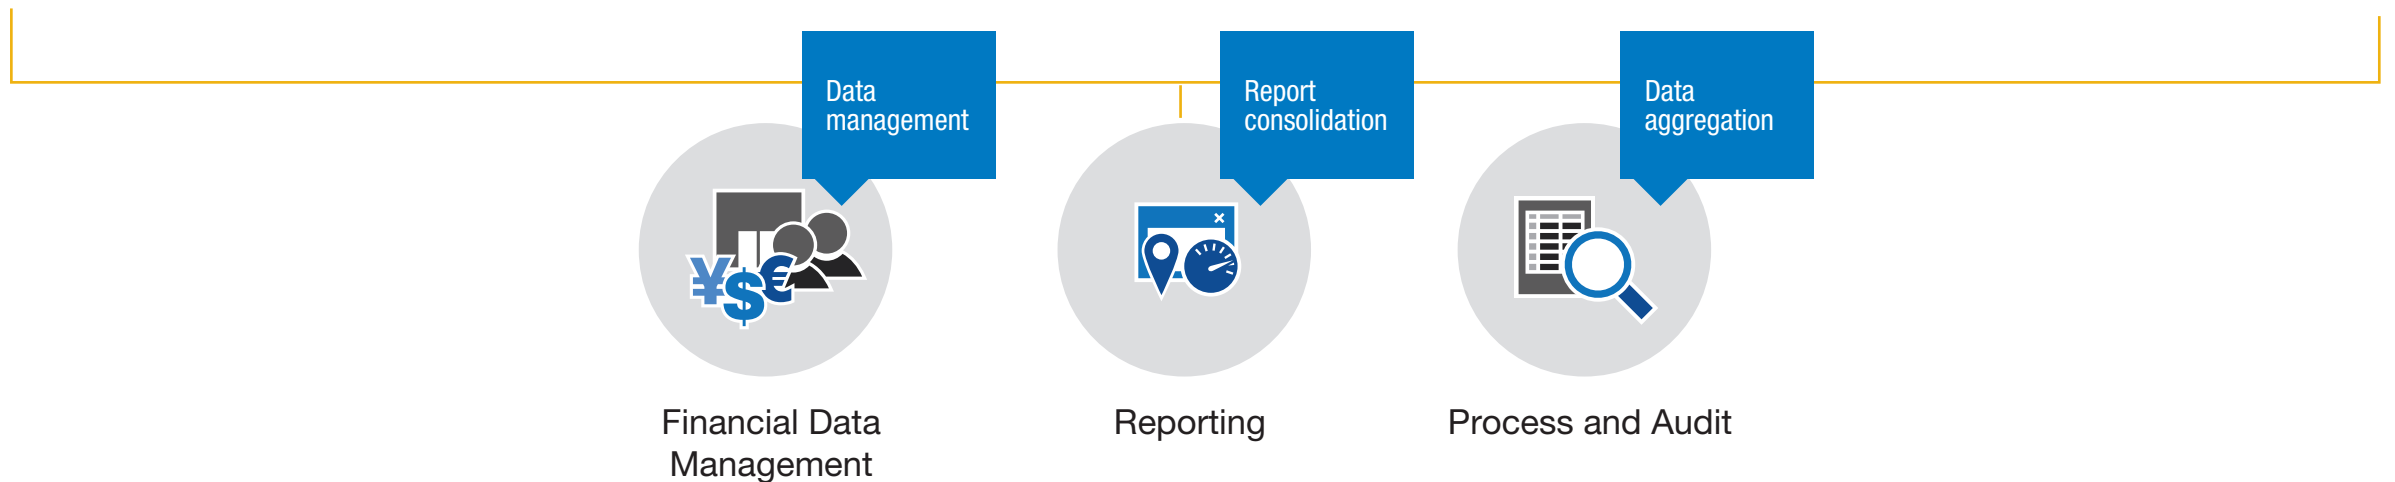 Data
management
Report
consolidation
Data
aggregation
¥ $ €
Financial Data
Management
Reporting
Process and Audit